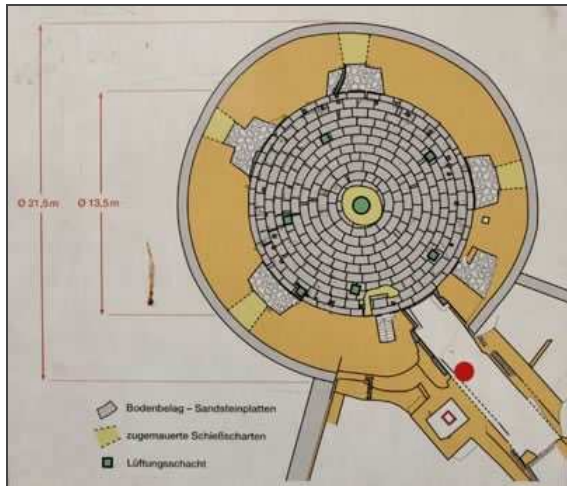 Ø 21,5 m Ø 13,5 m
Bodenbelag – Sandsteinplatten
zugemauerte Schießscharten
Lüftungsschacht